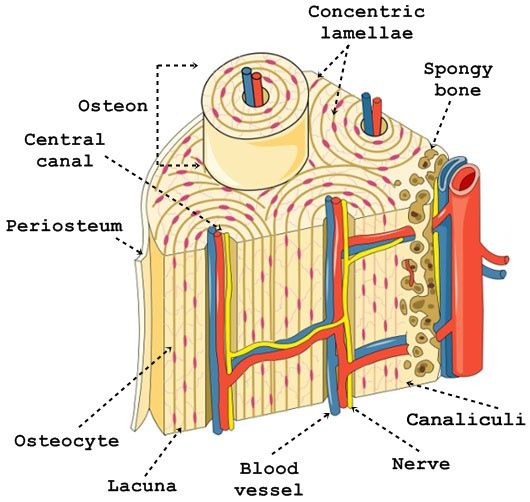 Concentric
lamellae
Spongy
bone
Osteon
Central
canal
Periosteum
Osteocyte
Lacuna
Blood
vessel
Nerve
Canaliculi